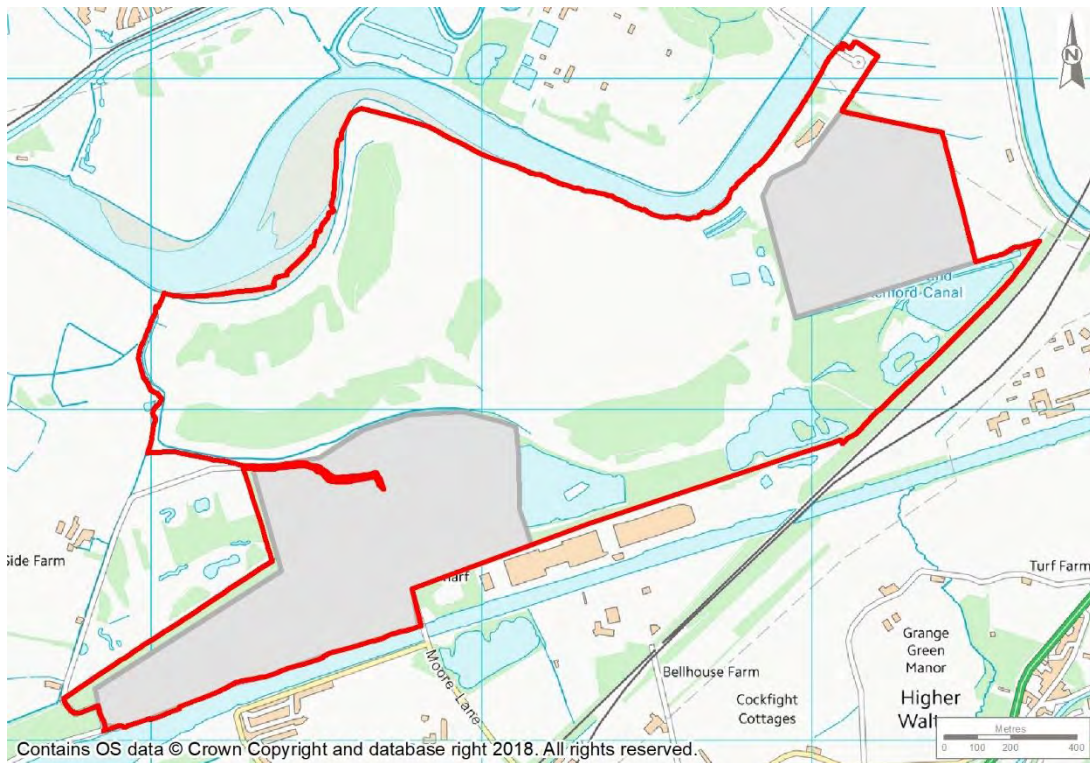 N
Canal
Side Farm
Turf Farm
Moore Lane
Grange
Green
Manor
Bellhouse Farm
Higher
Cockfight
Cottages
Metres
0 100 200 400
Contains OS data © Crown Copyright and database right 2018. All rights reserved.